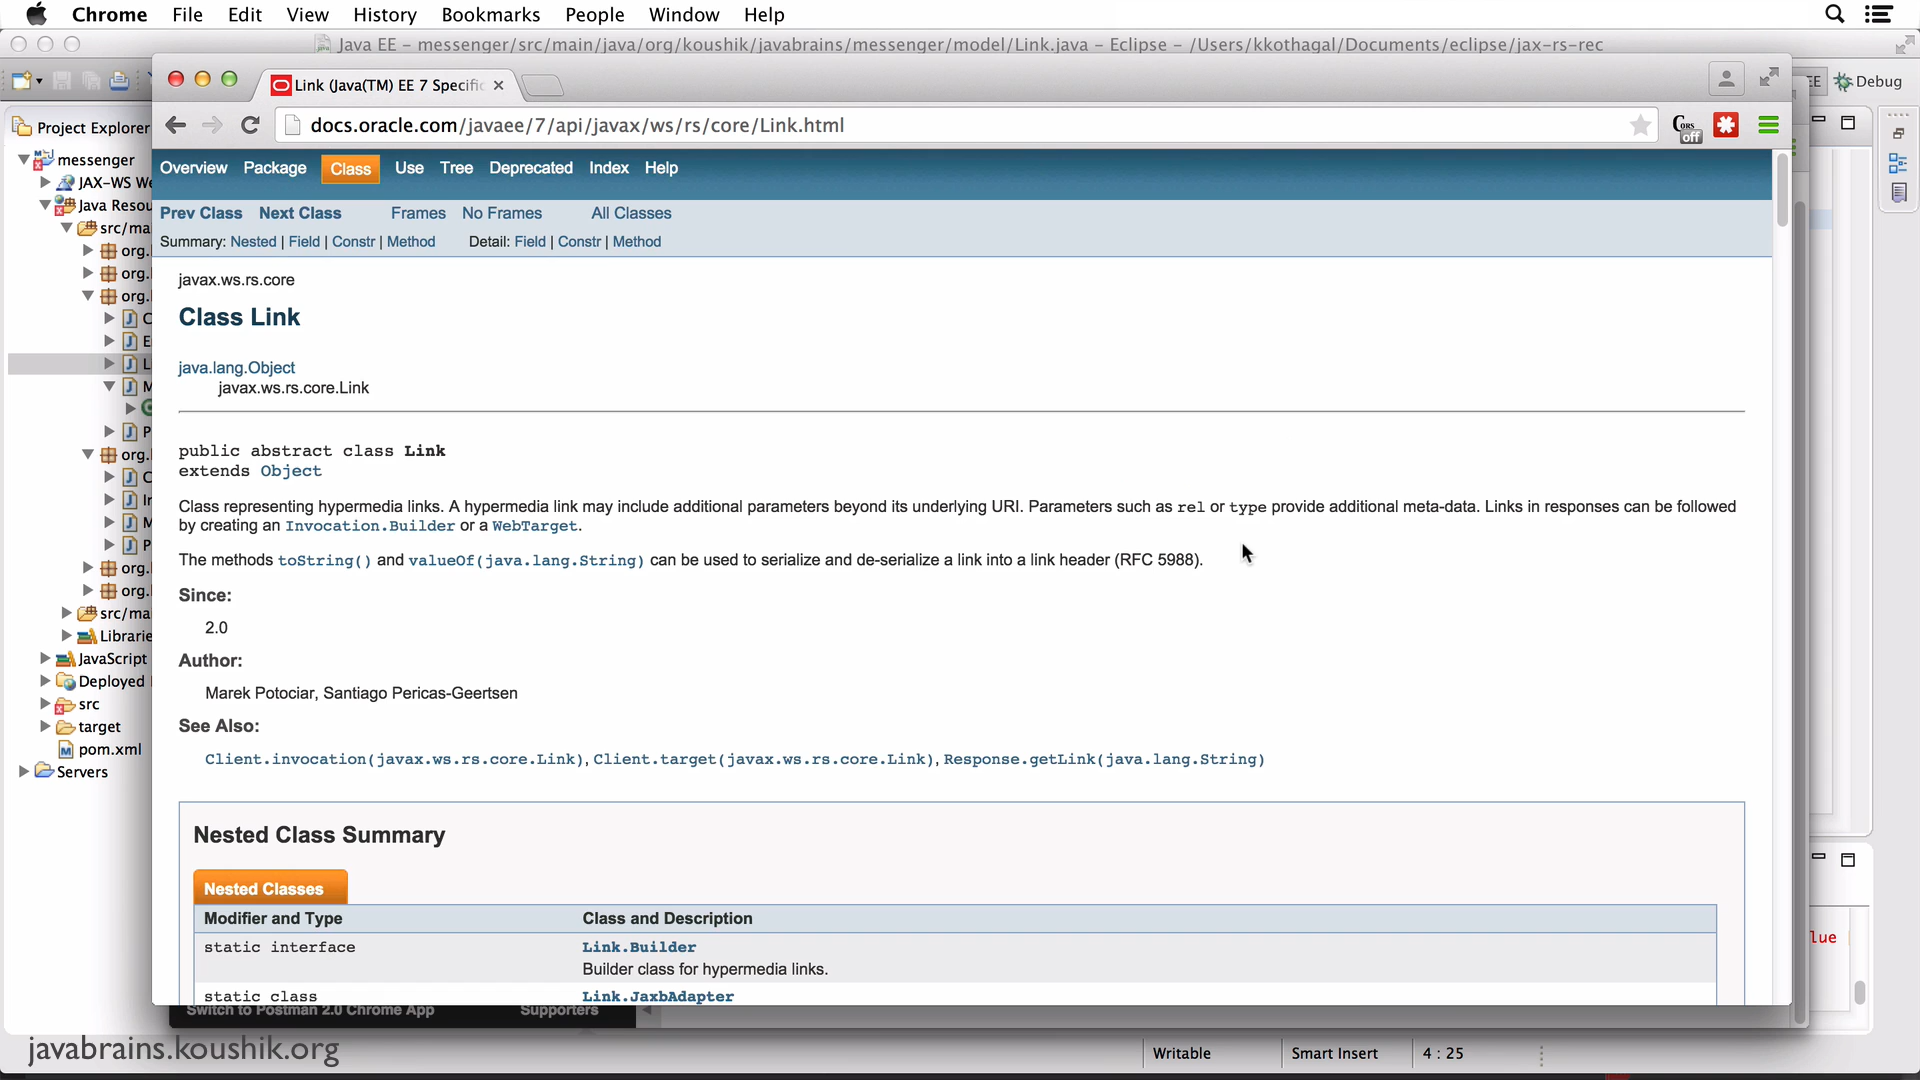 Chrome File Edit View History Bookmarks People Window Help
Java EE – messenger/src/main/java/org/koushik/javabrains/messenger/model/Link.java – Eclipse – /Users/kkothagal/Documents/eclipse/jax-rs-rec
Link (Java(TM) EE 7 Specific
EE Debug
docs.oracle.com/javaee/7/api/javax/ws/rs/core/Link.html
CORS off
Project Explorer
messenger
JAX-WS We
Java Resou
src/mai
org.
org.
org.
C
E
L
M
P
org.
C
In
M
P
org.
org.
src/mai
Librarie
JavaScript
Deployed
src
target
pom.xml
Servers
Overview Package Class Use Tree Deprecated Index Help
Prev Class Next Class Frames No Frames All Classes
Summary: Nested | Field | Constr | Method Detail: Field | Constr | Method
javax.ws.rs.core
Class Link
java.lang.Object
javax.ws.rs.core.Link
public abstract class Link
extends Object
Class representing hypermedia links. A hypermedia link may include additional parameters beyond its underlying URI. Parameters such as rel or type provide additional meta-data. Links in responses can be followed
by creating an Invocation.Builder or a WebTarget.
The methods toString() and valueOf(java.lang.String) can be used to serialize and de-serialize a link into a link header (RFC 5988).
Since:
2.0
Author:
Marek Potociar, Santiago Pericas-Geertsen
See Also:
Client.invocation(javax.ws.rs.core.Link), Client.target(javax.ws.rs.core.Link), Response.getLink(java.lang.String)
Nested Class Summary
Nested Classes
Modifier and Type Class and Description
static interface Link.Builder
Builder class for hypermedia links.
static class Link.JaxbAdapter
lue
Switch to Postman 2.0 Chrome App Supporters
javabrains.koushik.org
Writable Smart Insert 4 : 25